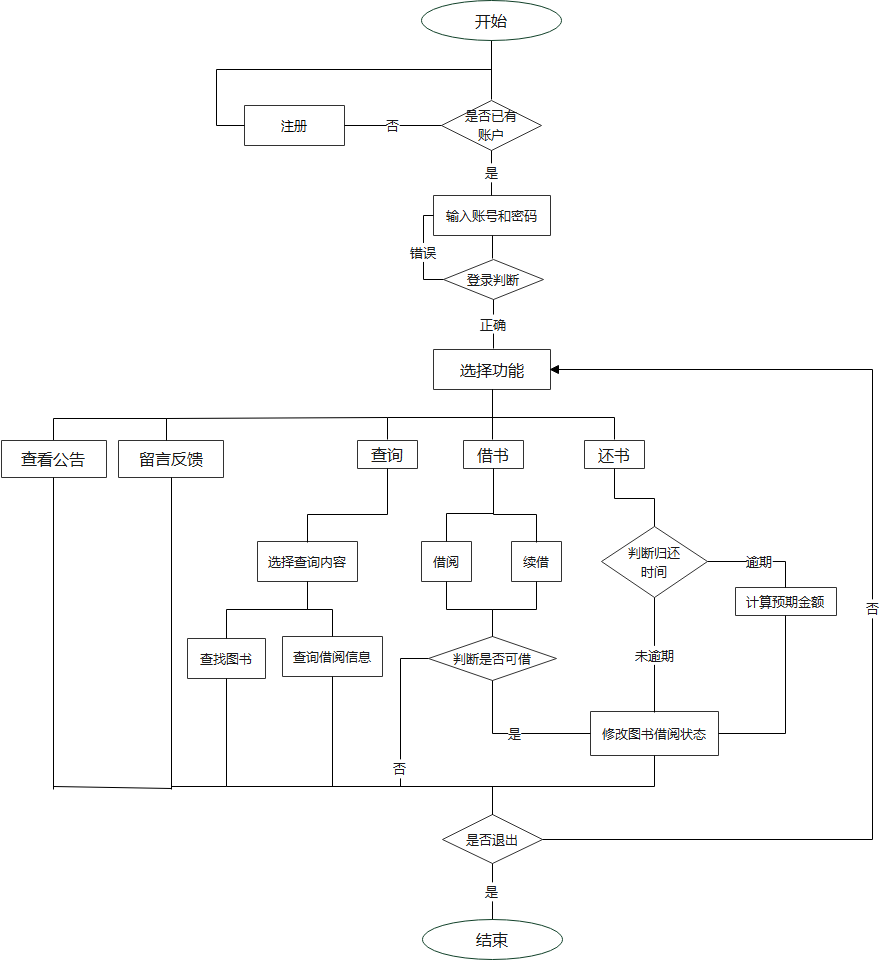 开始
是否已有
账户
否
注册
是
输入账号和密码
错误
登录判断
正确
选择功能
查看公告
留言反馈
查询
借书
还书
选择查询内容
借阅
续借
判断归还
时间
逾期
计算预期金额
否
查找图书
查询借阅信息
判断是否可借
未逾期
是
修改图书借阅状态
否
是否退出
是
结束